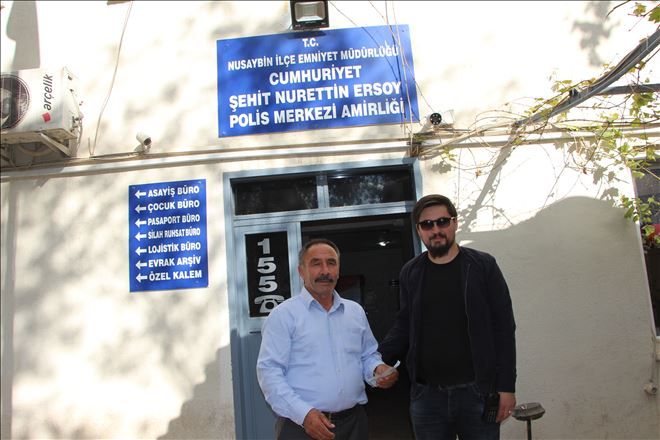 T.C.
NUSAYBİN İLÇE EMNİYET MÜDÜRLÜĞÜ
CUMHURİYET
ŞEHİT NURETTİN ERSOY
POLİS MERKEZİ AMİRLİĞİ
arçelik
ASAYİŞ BÜRO
ÇOCUK BÜRO
PASAPORT BÜRO
SİLAH RUHSAT BÜRO
LOJİSTİK BÜRO
EVRAK ARŞİV
ÖZEL KALEM
155